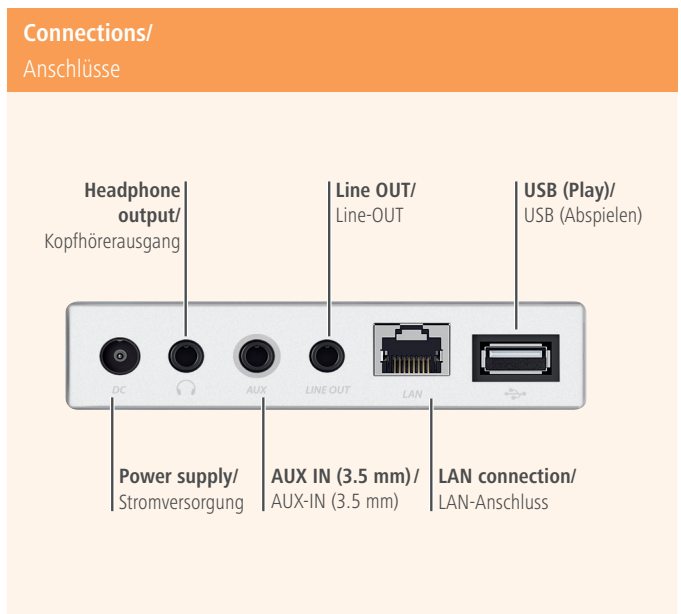 Connections/
Anschlüsse
Headphone
output/
Kopfhörerausgang
Line OUT/
Line-OUT
USB (Play)/
USB (Abspielen)
DC
AUX
LINE OUT
LAN
Power supply/
Stromversorgung
AUX IN (3.5 mm)/
AUX-IN (3.5 mm)
LAN connection/
LAN-Anschluss